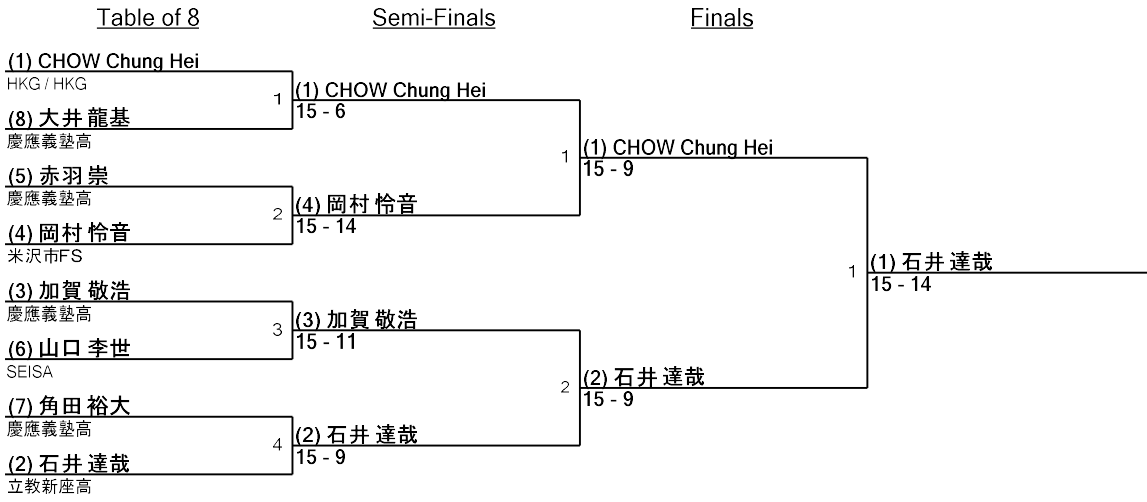 Table of 8
Semi-Finals
Finals
(1) CHOW Chung Hei
HKG / HKG
1
(1) CHOW Chung Hei
15 - 6
(8) 大井 龍基
慶應義塾高
1
(1) CHOW Chung Hei
15 - 9
(5) 赤羽 崇
慶應義塾高
2
(4) 岡村 怜音
15 - 14
(4) 岡村 怜音
米沢市FS
1
(1) 石井 達哉
15 - 14
(3) 加賀 敬浩
慶應義塾高
3
(3) 加賀 敬浩
15 - 11
(6) 山口 李世
SEISA
2
(2) 石井 達哉
15 - 9
(7) 角田 裕大
慶應義塾高
4
(2) 石井 達哉
15 - 9
(2) 石井 達哉
立教新座高